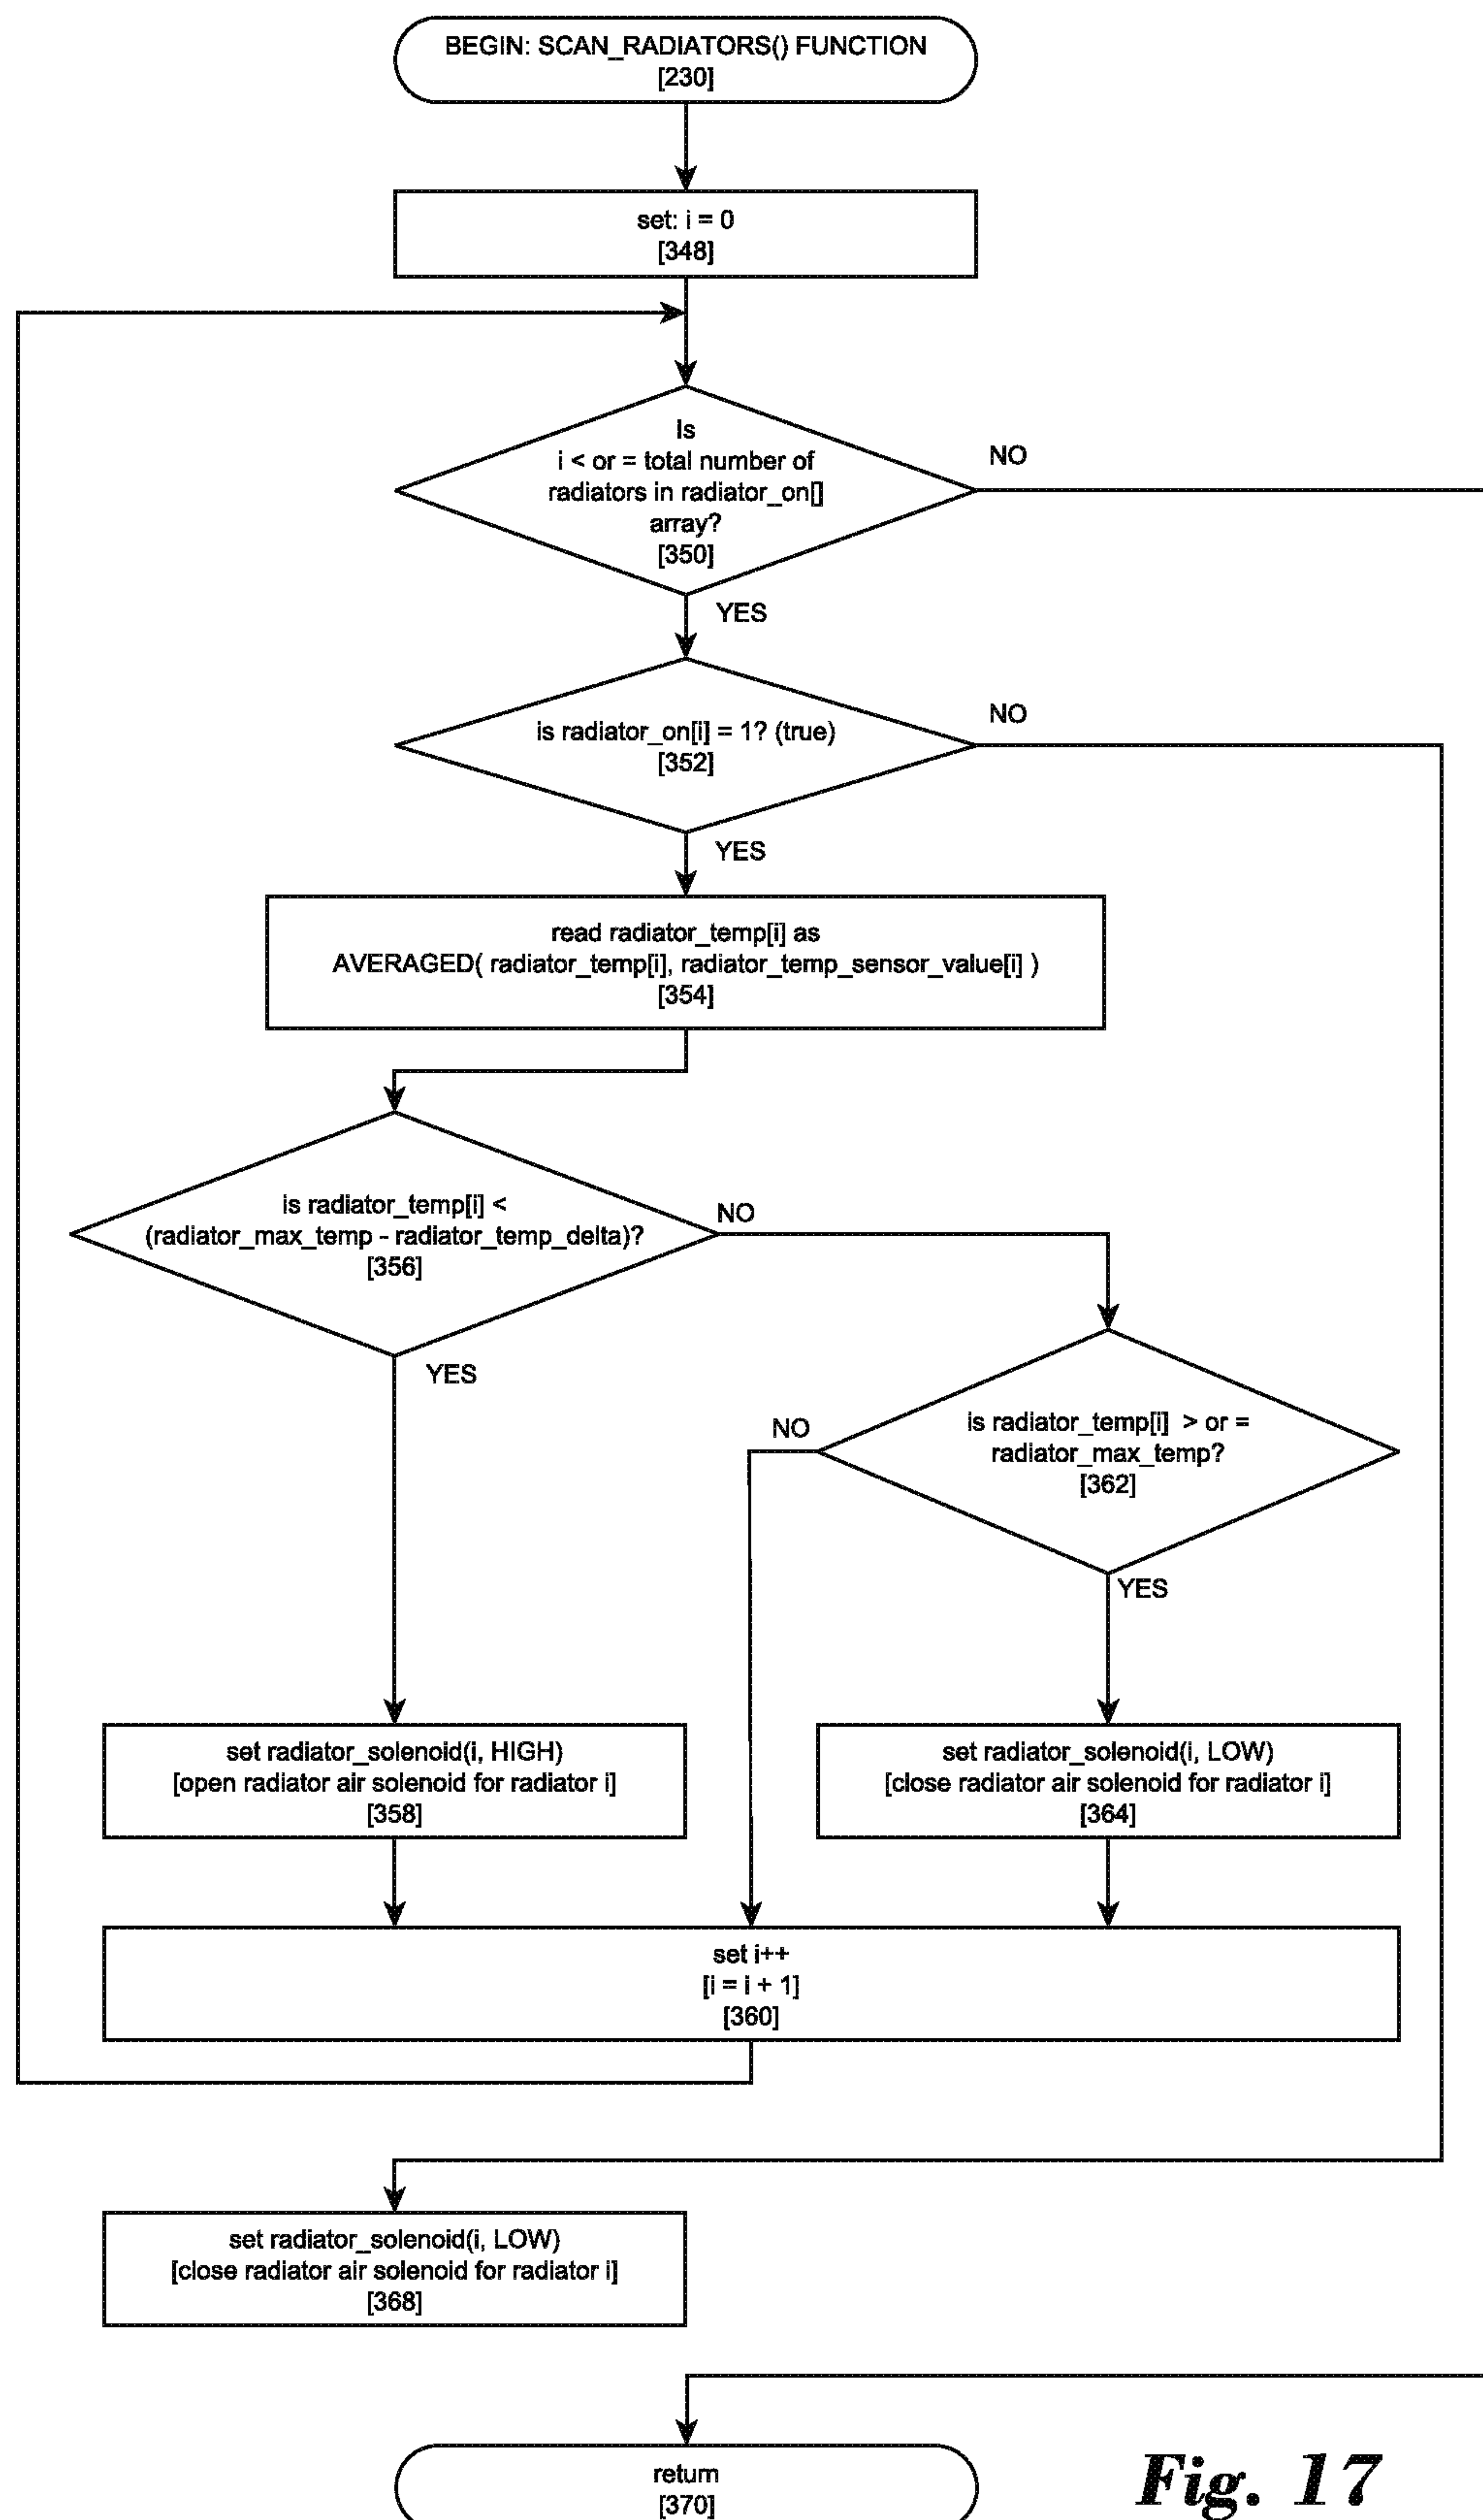 BEGIN: SCAN_RADIATORS() FUNCTION
[230]
set: i = 0
[348]
Is
i < or = total number of
radiators in radiator_on[]
array?
[350]
NO
YES
is radiator_on[i] = 1? (true)
[352]
NO
YES
read radiator_temp[i] as
AVERAGED( radiator_temp[i], radiator_temp_sensor_value[i] )
[354]
is radiator_temp[i] <
(radiator_max_temp - radiator_temp_delta)?
[356]
NO
YES
is radiator_temp[i] > or =
radiator_max_temp?
[362]
NO
YES
set radiator_solenoid(i, HIGH)
[open radiator air solenoid for radiator i]
[358]
set radiator_solenoid(i, LOW)
[close radiator air solenoid for radiator i]
[364]
set i++
[i = i + 1]
[360]
set radiator_solenoid(i, LOW)
[close radiator air solenoid for radiator i]
[368]
return
[370]
Fig. 17